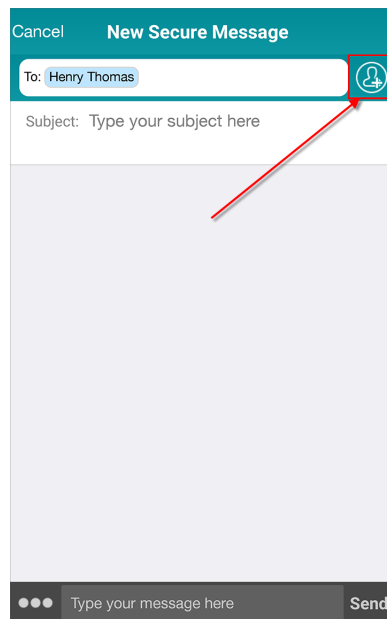 Cancel New Secure Message
To: Henry Thomas
Subject: Type your subject here
Type your message here Send